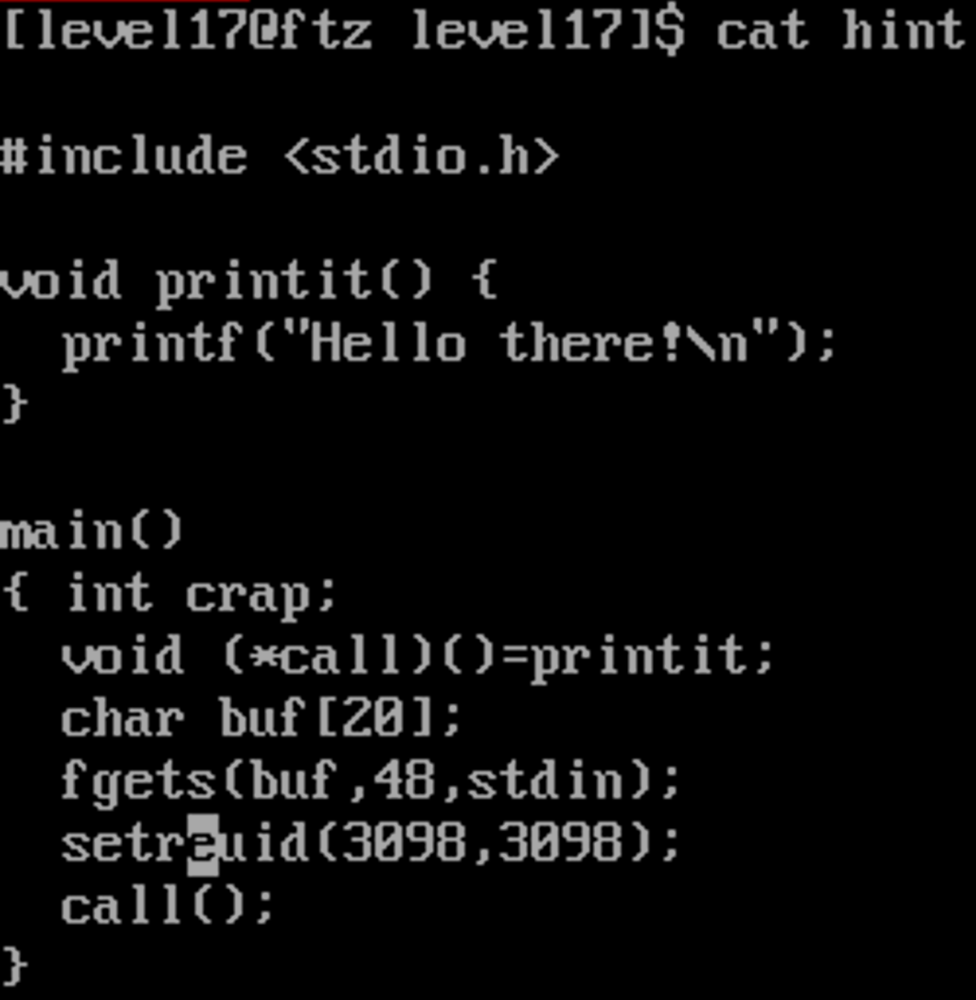 [level17@ftz level17]$ cat hint
#include <stdio.h>
void printit() {
  printf("Hello there!\n");
}
main()
{ int crap;
  void (*call)()=printit;
  char buf[20];
  fgets(buf,48,stdin);
  setreuid(3098,3098);
  call();
}